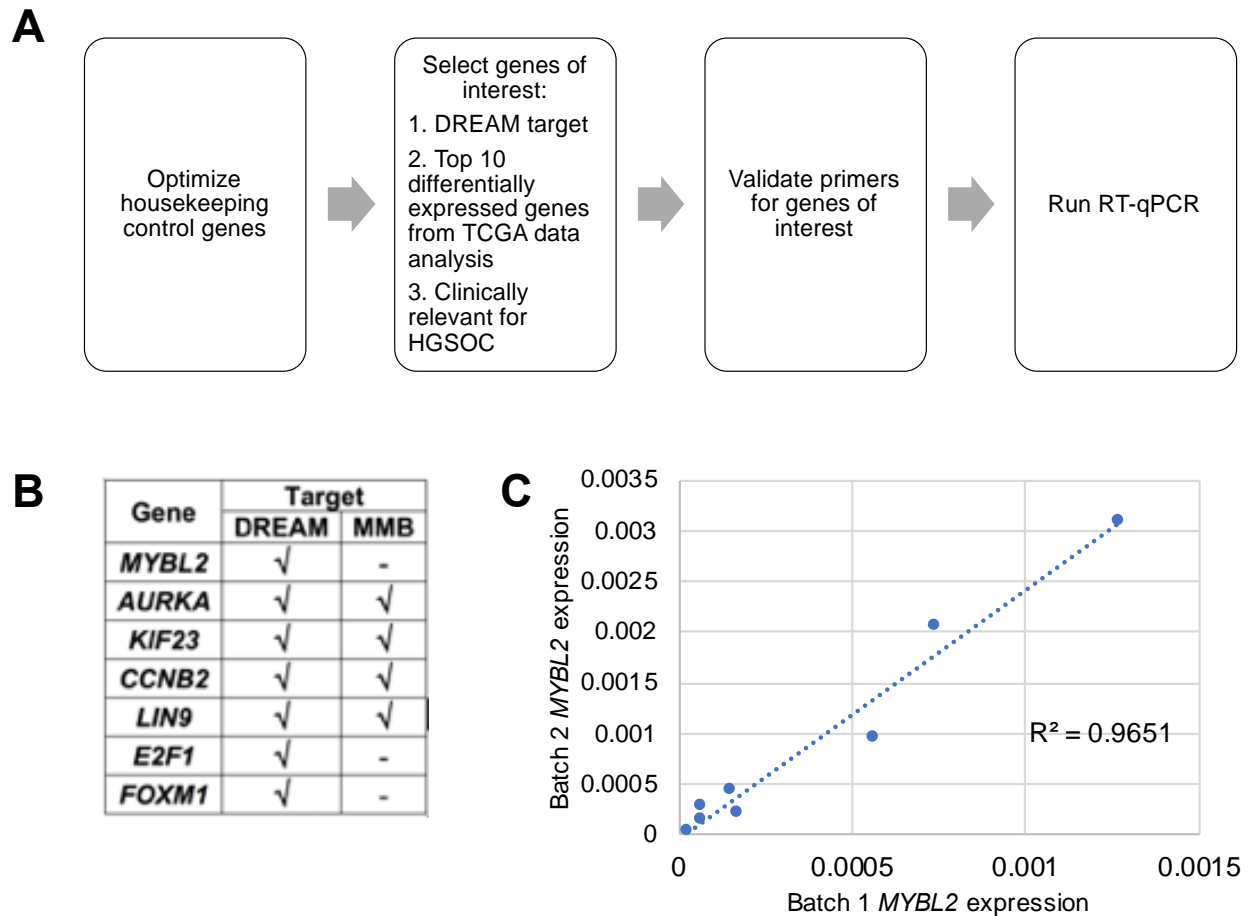 A
Optimize
housekeeping
control genes
Select genes of
interest:
1. DREAM target
2. Top 10
differentially
expressed genes
from TCGA data
analysis
3. Clinically
relevant for
HGSOC
Validate primers
for genes of
interest
Run RT-qPCR
B
Gene Target
DREAM MMB
MYBL2 √ -
AURKA √ √
KIF23 √ √
CCNB2 √ √
LIN9 √ √
E2F1 √ -
FOXM1 √ -
C
Batch 2 MYBL2 expression
0.0035
0.003
0.0025
0.002
0.0015
0.001
0.0005
0
R² = 0.9651
0 0.0005 0.001 0.0015
Batch 1 MYBL2 expression